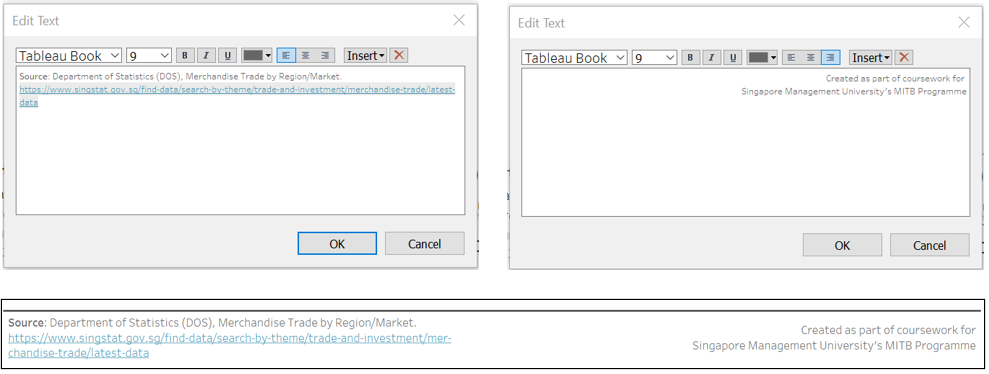 Edit Text
Tableau Book 9 B I U Insert
Source: Department of Statistics (DOS), Merchandise Trade by Region/Market.
https://www.singstat.gov.sg/find-data/search-by-theme/trade-and-investment/merchandise-trade/latest-
data
OK Cancel
Edit Text
Tableau Book 9 B I U Insert
Created as part of coursework for
Singapore Management University's MITB Programme
OK Cancel
Source: Department of Statistics (DOS), Merchandise Trade by Region/Market.
https://www.singstat.gov.sg/find-data/search-by-theme/trade-and-investment/mer-
chandise-trade/latest-data
Created as part of coursework for
Singapore Management University's MITB Programme